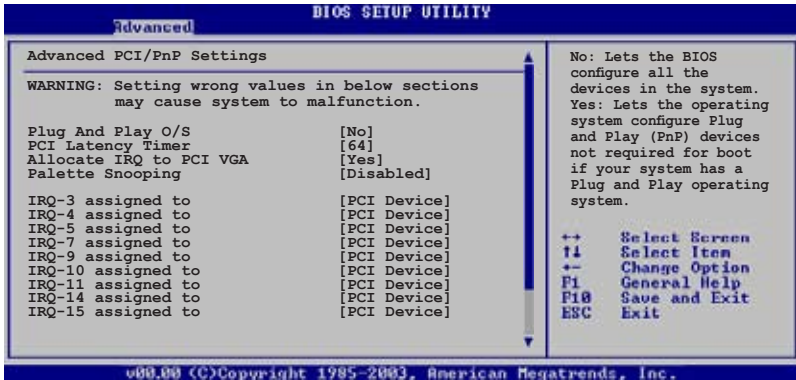 BIOS SETUP UTILITY
Advanced
Advanced PCI/PnP Settings
WARNING: Setting wrong values in below sections
may cause system to malfunction.
Plug And Play O/S [No]
PCI Latency Timer [64]
Allocate IRQ to PCI VGA [Yes]
Palette Snooping [Disabled]
IRQ-3 assigned to [PCI Device]
IRQ-4 assigned to [PCI Device]
IRQ-5 assigned to [PCI Device]
IRQ-7 assigned to [PCI Device]
IRQ-9 assigned to [PCI Device]
IRQ-10 assigned to [PCI Device]
IRQ-11 assigned to [PCI Device]
IRQ-14 assigned to [PCI Device]
IRQ-15 assigned to [PCI Device]
No: Lets the BIOS
configure all the
devices in the system.
Yes: Lets the operating
system configure Plug
and Play (PnP) devices
not required for boot
if your system has a
Plug and Play operating
system.
←→ Select Screen
↑↓ Select Item
+- Change Option
F1 General Help
F10 Save and Exit
ESC Exit
v00.00 (C)Copyright 1985-2003, American Megatrends, Inc.